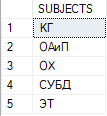 SUBJECTS
1 КГ
2 ОАиП
3 ОХ
4 СУБД
5 ЭТ